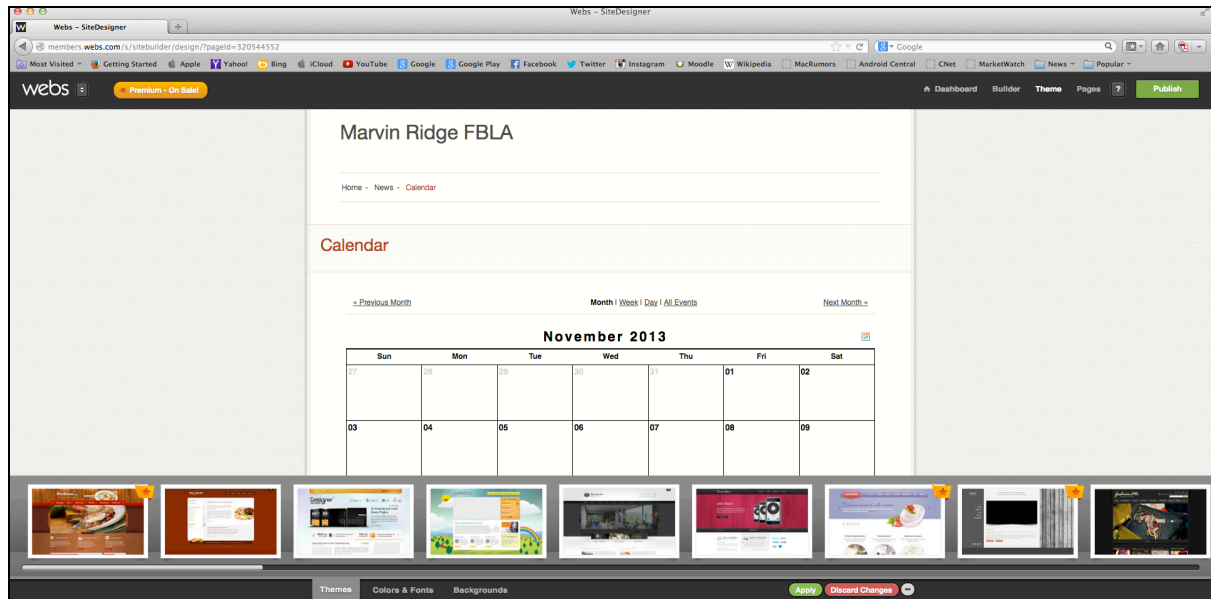 Webs – SiteDesigner
W Webs – SiteDesigner +
members.webs.com/s/sitebuilder/design/?pageId=320544552 Google
Most Visited Getting Started Apple Yahoo! Bing iCloud YouTube Google Google Play Facebook Twitter Instagram Moodle Wikipedia MacRumors Android Central CNet MarketWatch News Popular
webs Premium - On Sale! Dashboard Builder Theme Pages ? Publish
Marvin Ridge FBLA
Home - News - Calendar
Calendar
« Previous Month Month | Week | Day | All Events Next Month »
November 2013
Sun Mon Tue Wed Thu Fri Sat
27 28 29 30 31 01 02
03 04 05 06 07 08 09
Designer
Themes Colors & Fonts Backgrounds Apply Discard Changes